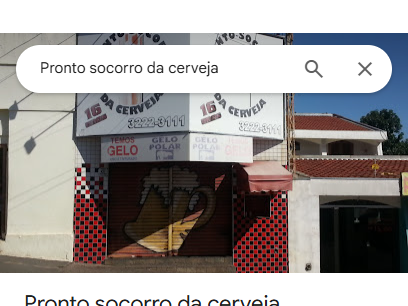 Pronto socorro da cerveja
16
DA CERVEJA
3222-3111
16
DA CERVEJA
3222-3111
TEMOS
GELO
GELO
POLAR
GELO
POLAR
Pronto socorro da cerveja